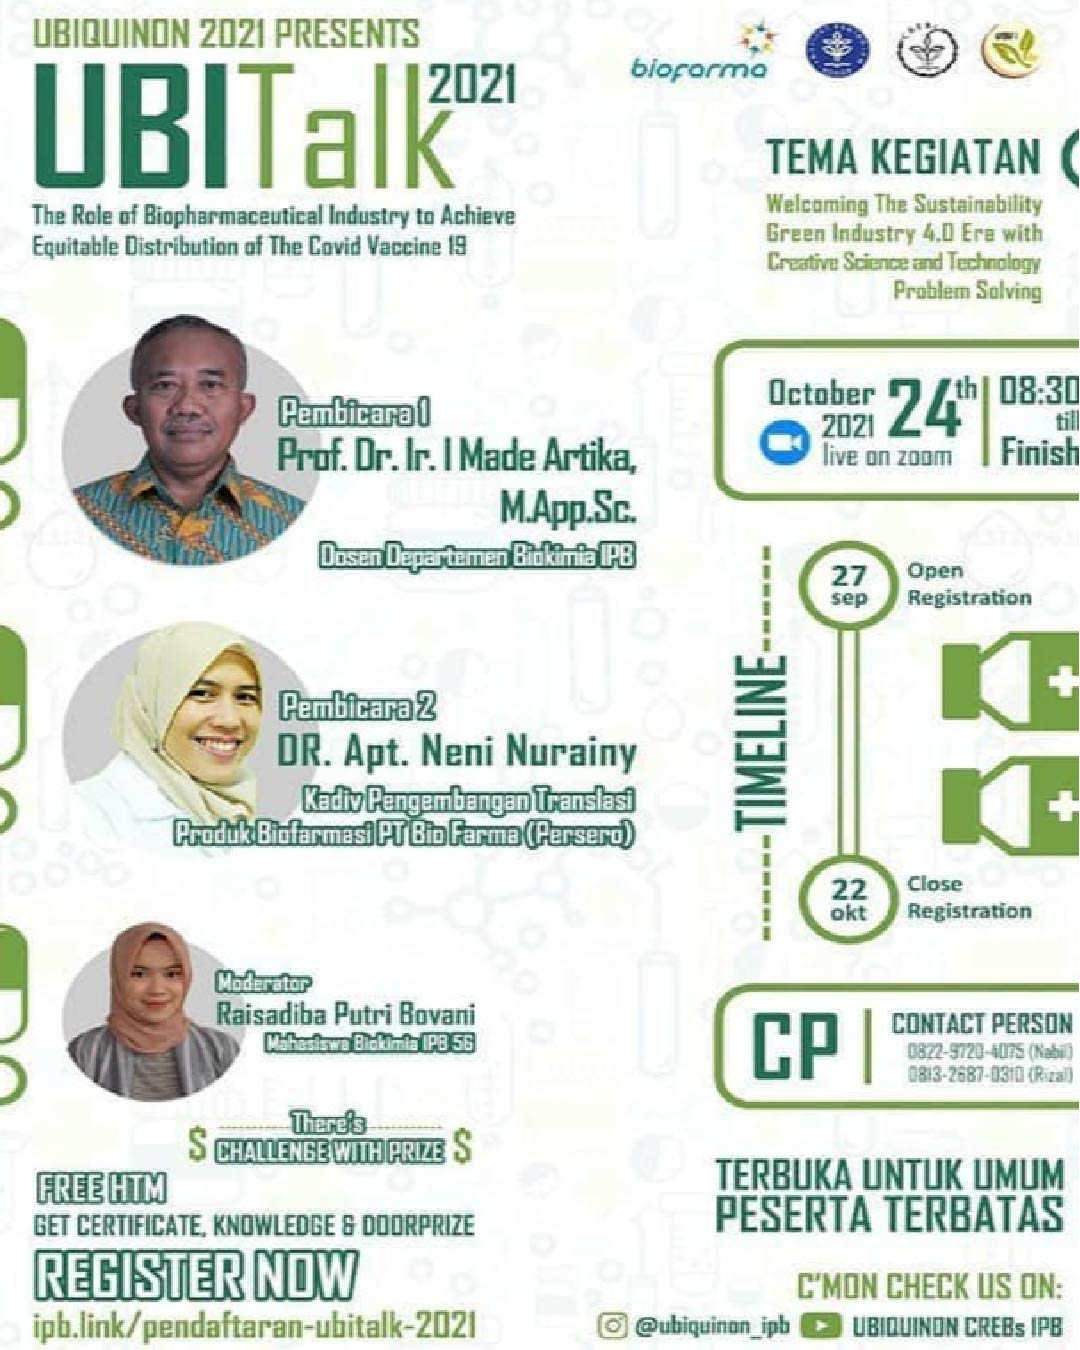 UBIQUINON 2021 PRESENTS
UBITalk 2021
The Role of Biopharmaceutical Industry to Achieve
Equitable Distribution of The Covid Vaccine 19
biofarma
TEMA KEGIATAN
Welcoming The Sustainability
Green Industry 4.0 Era with
Creative Science and Technology
Problem Solving
October 24th
2021
live on zoom
08:30
till
Finish
Pembicara 1
Prof. Dr. Ir. I Made Artika,
M.App.Sc.
Dosen Departemen Biokimia IPB
Pembicara 2
DR. Apt. Neni Nurainy
Kadiv Pengembangan Translasi
Produk Biofarmasi PT Bio Farma (Persero)
Moderator
Raisadiba Putri Bovani
Mahasiswa Biokimia IPB 56
TIMELINE
27
sep
Open
Registration
22
okt
Close
Registration
CP
CONTACT PERSON
0822-9720-4075 (Nabil)
0813-2687-0310 (Rizal)
There's
$ CHALLENGE WITH PRIZE $
FREE HTM
GET CERTIFICATE, KNOWLEDGE & DOORPRIZE
REGISTER NOW
ipb.link/pendaftaran-ubitalk-2021
TERBUKA UNTUK UMUM
PESERTA TERBATAS
C'MON CHECK US ON:
@ubiquinon_ipb
UBIQUINON CREBs IPB